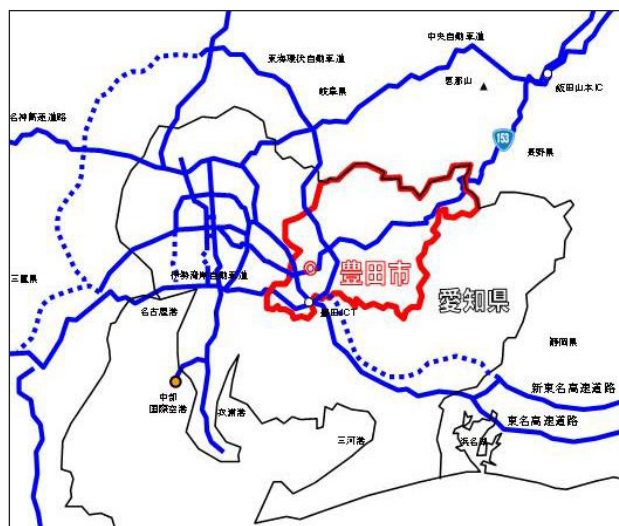 中央自動車道
東海環状自動車道
恵那山
飯田山本IC
岐阜県
名神高速道路
153
長野県
伊勢湾岸自動車道
豊田市
三重県
愛知県
名古屋港
豊田JCT
静岡県
新東名高速道路
中部
国際空港
衣浦港
東名高速道路
三河港
浜名湖